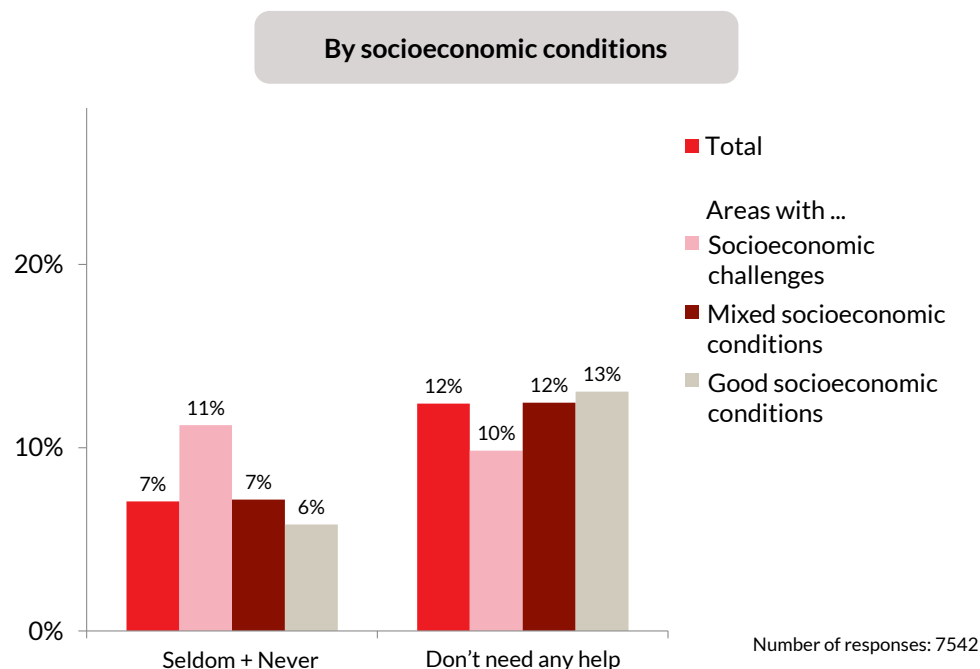 By socioeconomic conditions
Total
Areas with ...
Socioeconomic
challenges
Mixed socioeconomic
conditions
Good socioeconomic
conditions
20%
10%
0%
7%
11%
7%
6%
12%
10%
12%
13%
Seldom + Never
Don't need any help
Number of responses: 7542